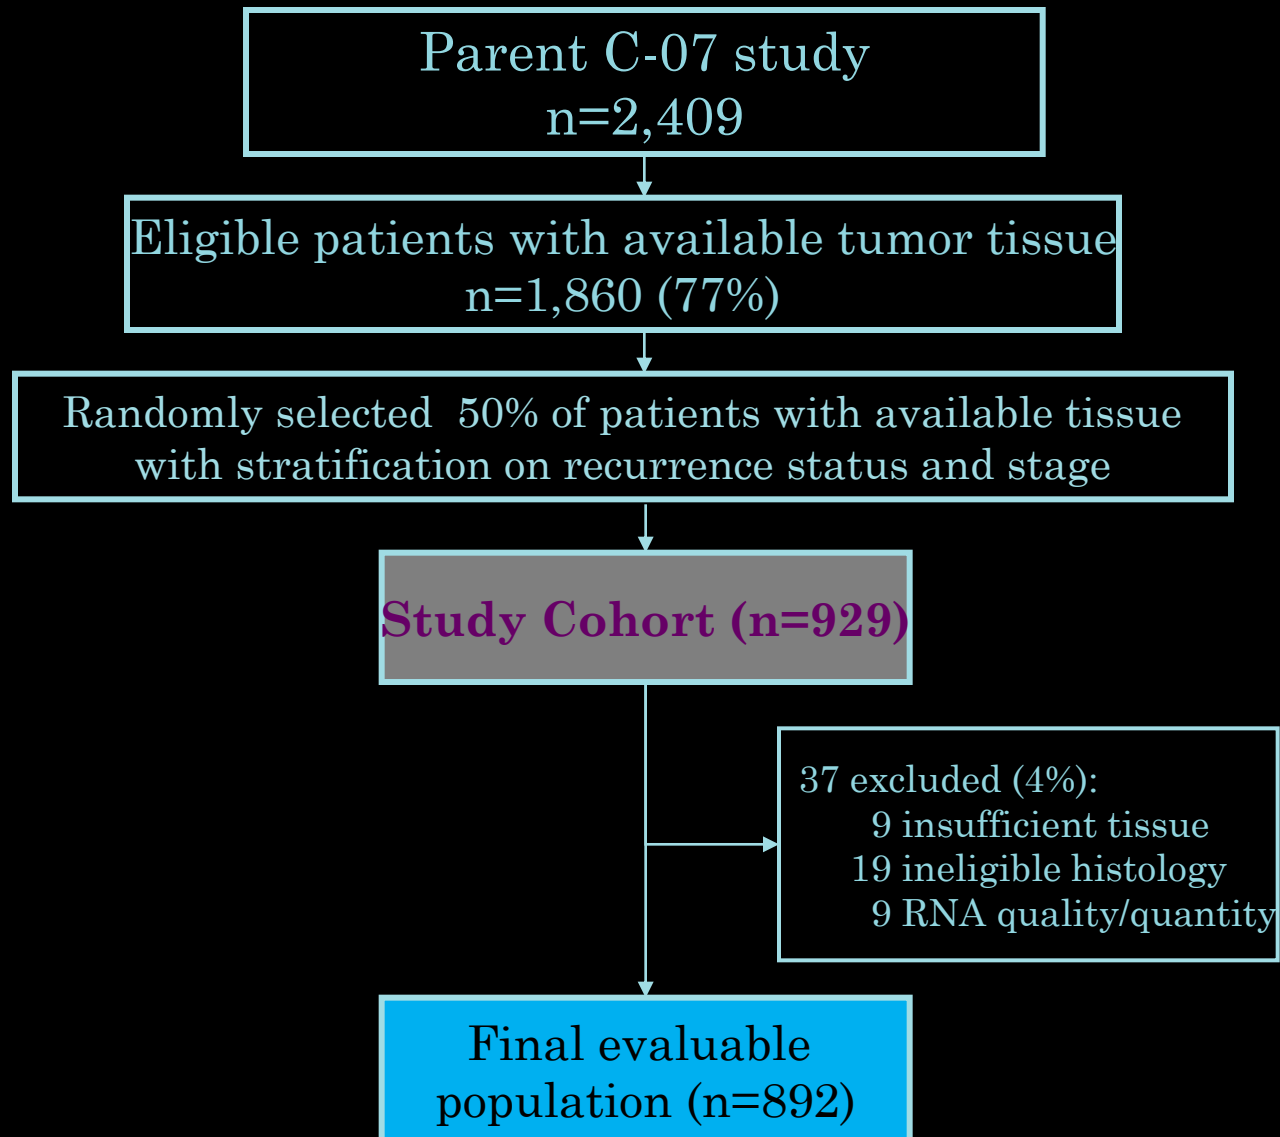 Parent C-07 study
n=2,409
Eligible patients with available tumor tissue
n=1,860 (77%)
Randomly selected 50% of patients with available tissue
with stratification on recurrence status and stage
Study Cohort (n=929)
37 excluded (4%):
9 insufficient tissue
19 ineligible histology
9 RNA quality/quantity
Final evaluable
population (n=892)